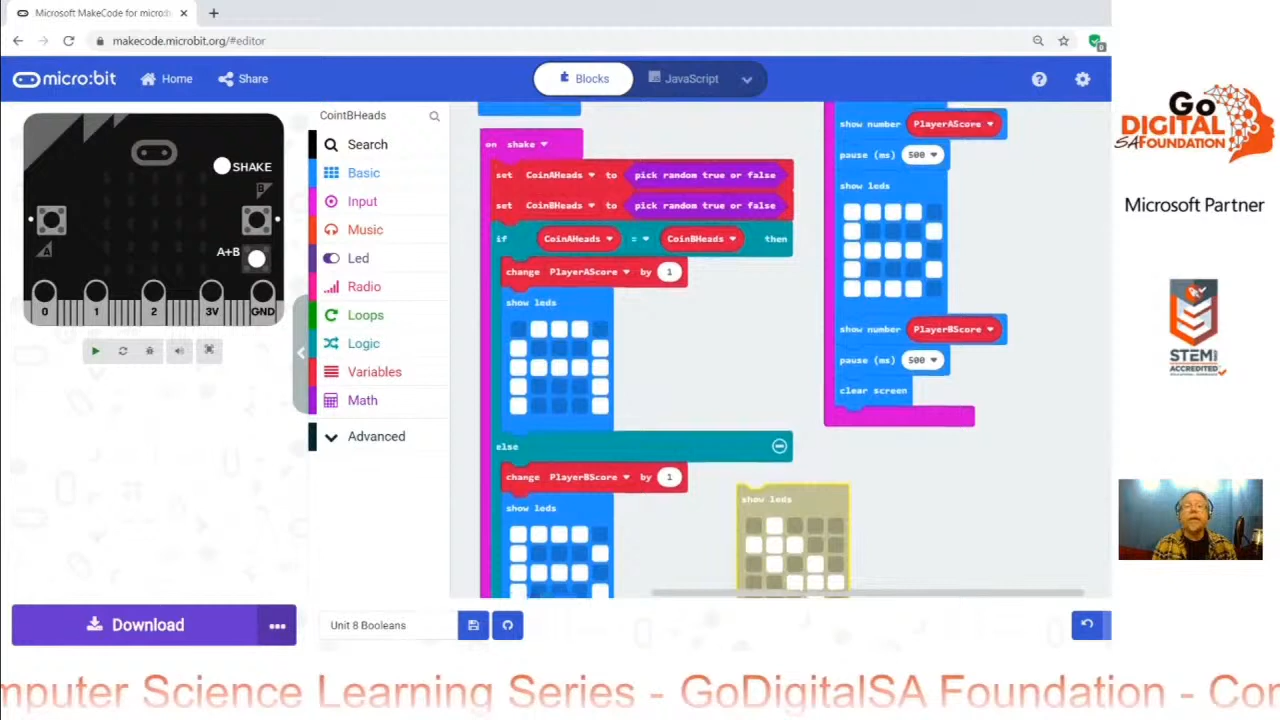 Microsoft MakeCode for micro:b
makecode.microbit.org/#editor
0
micro:bit
Home
Share
Blocks
JavaScript
SHAKE
B
A
A+B
0
1
2
3V
GND
CointBHeads
Search
Basic
Input
Music
Led
Radio
Loops
Logic
Variables
Math
Advanced
on shake
set CoinAHeads to pick random true or false
set CoinBHeads to pick random true or false
if CoinAHeads = CoinBHeads then
change PlayerAScore by 1
show leds
else
change PlayerBScore by 1
show leds
show leds
show number PlayerAScore
pause (ms) 500
show leds
show number PlayerBScore
pause (ms) 500
clear screen
Download
Unit 8 Booleans
Go
DIGITAL
SAFOUNDATION
Microsoft Partner
STEM
ACCREDITED
mputer Science Learning Series - GoDigitalSA Foundation - Con